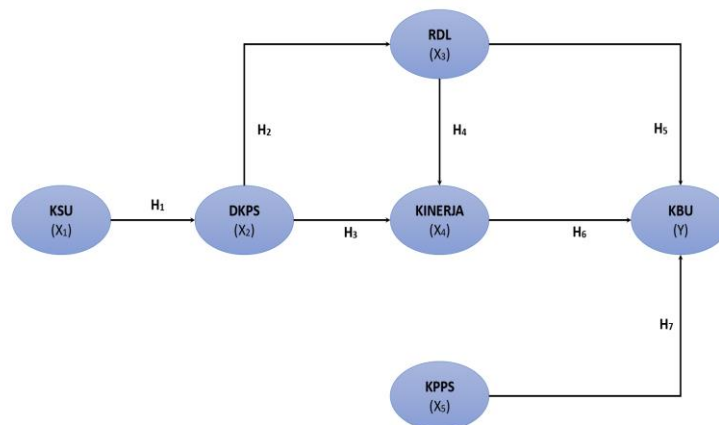 RDL
(X₃)
H₂
H₄
H₅
KSU
(X₁)
H₁
DKPS
(X₂)
H₃
KINERJA
(X₄)
H₆
KBU
(Y)
H₇
KPPS
(X₅)